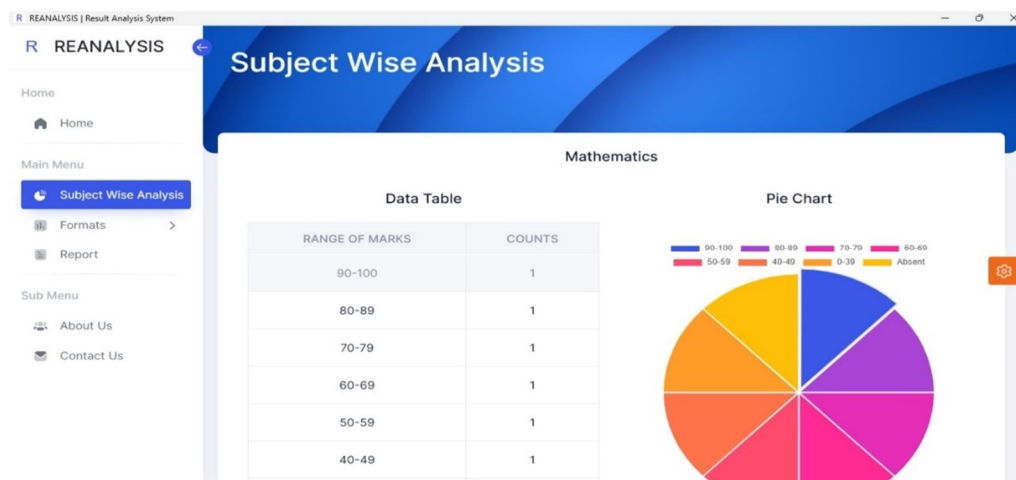 R REANALYSIS | Result Analysis System
R REANALYSIS
Home
Home
Main Menu
Subject Wise Analysis
Formats
Report
Sub Menu
About Us
Contact Us
Subject Wise Analysis
Mathematics
Data Table
RANGE OF MARKS COUNTS
90-100 1
80-89 1
70-79 1
60-69 1
50-59 1
40-49 1
Pie Chart
90-100 80-89 70-79 60-69
50-59 40-49 0-39 Absent